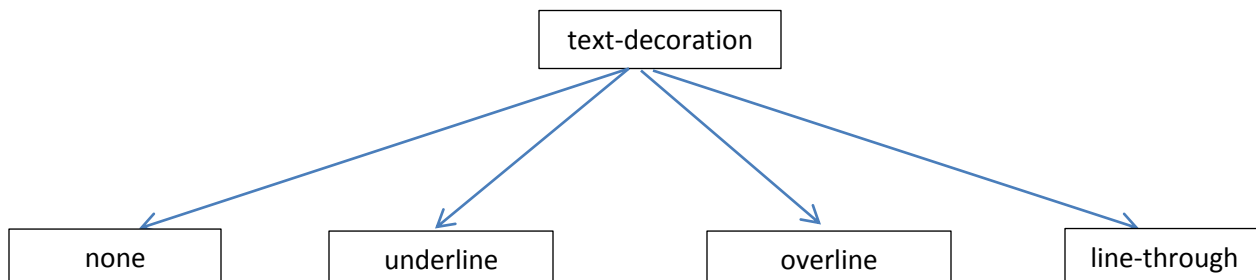 text-decoration
none
underline
overline
line-through